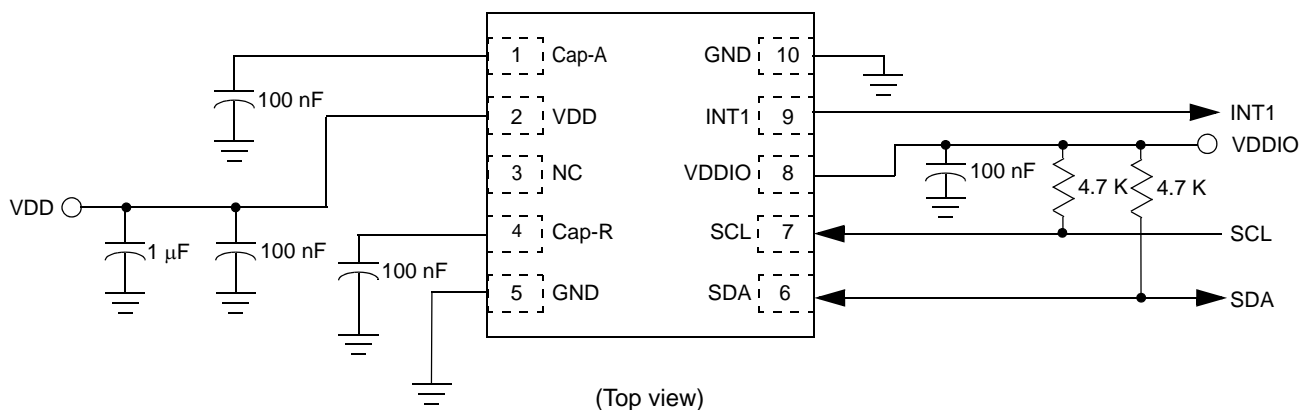 1 Cap-A
GND 10
100 nF
2 VDD
INT1 9
INT1
VDDIO
3 NC
VDDIO 8
100 nF
4.7 K
4.7 K
VDD
1 μF
100 nF
4 Cap-R
100 nF
SCL 7
SCL
5 GND
SDA 6
SDA
(Top view)